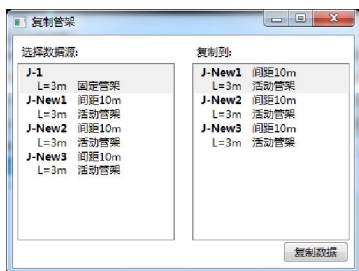 复制管架
选择数据源:
J-1
L=3m 固定管架
J-New1 间距10m
L=3m 活动管架
J-New2 间距10m
L=3m 活动管架
J-New3 间距10m
L=3m 活动管架
复制到:
J-New1 间距10m
L=3m 活动管架
J-New2 间距10m
L=3m 活动管架
J-New3 间距10m
L=3m 活动管架
复制数据